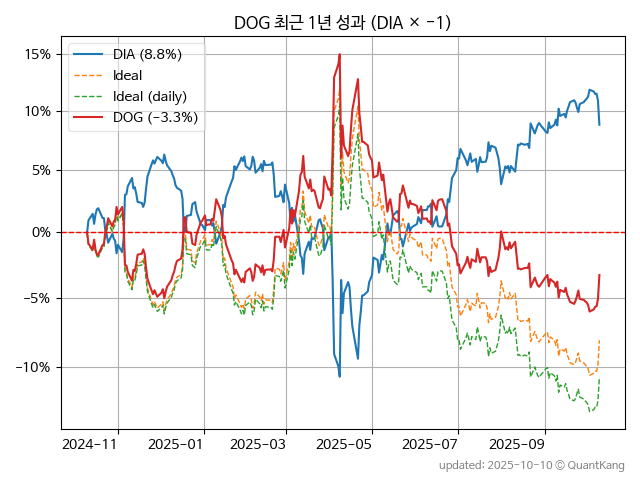 DOG 최근 1년 성과 (DIA × −1)
DIA (8.8%)
Ideal
Ideal (daily)
DOG (−3.3%)
15%
10%
5%
0%
−5%
−10%
2024−11
2025−01
2025−03
2025−05
2025−07
2025−09
updated: 2025-10-10 © QuantKang